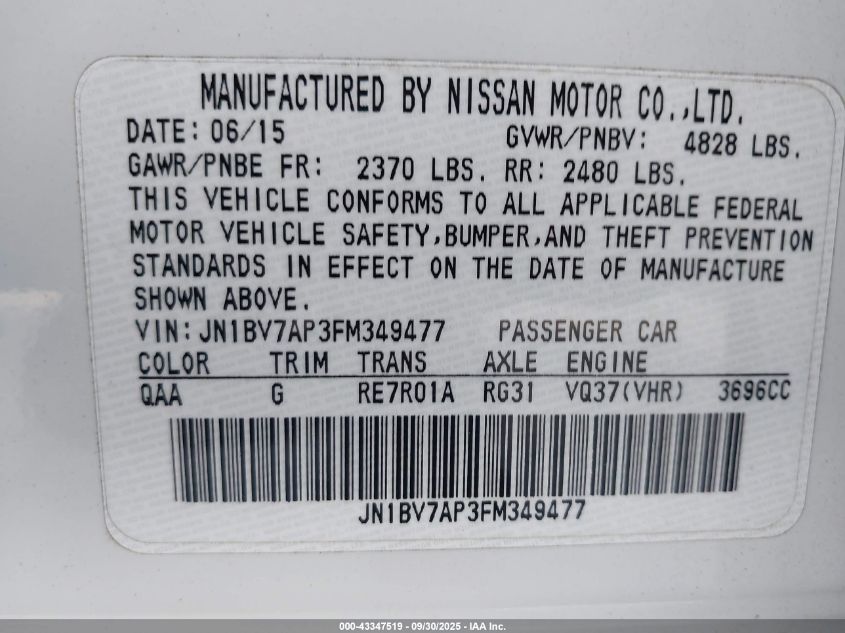 MANUFACTURED BY NISSAN MOTOR CO.,LTD.
DATE: 06/15 GVWR/PNBV: 4828 LBS.
GAWR/PNBE FR: 2370 LBS. RR: 2480 LBS.
THIS VEHICLE CONFORMS TO ALL APPLICABLE FEDERAL
MOTOR VEHICLE SAFETY,BUMPER,AND THEFT PREVENTION
STANDARDS IN EFFECT ON THE DATE OF MANUFACTURE
SHOWN ABOVE.
VIN:JN1BV7AP3FM349477 PASSENGER CAR
COLOR TRIM TRANS AXLE ENGINE
QAA G RE7R01A RG31 VQ37(VHR) 3696CC
JN1BV7AP3FM349477
000-43347519 - 09/30/2025 - IAA Inc.